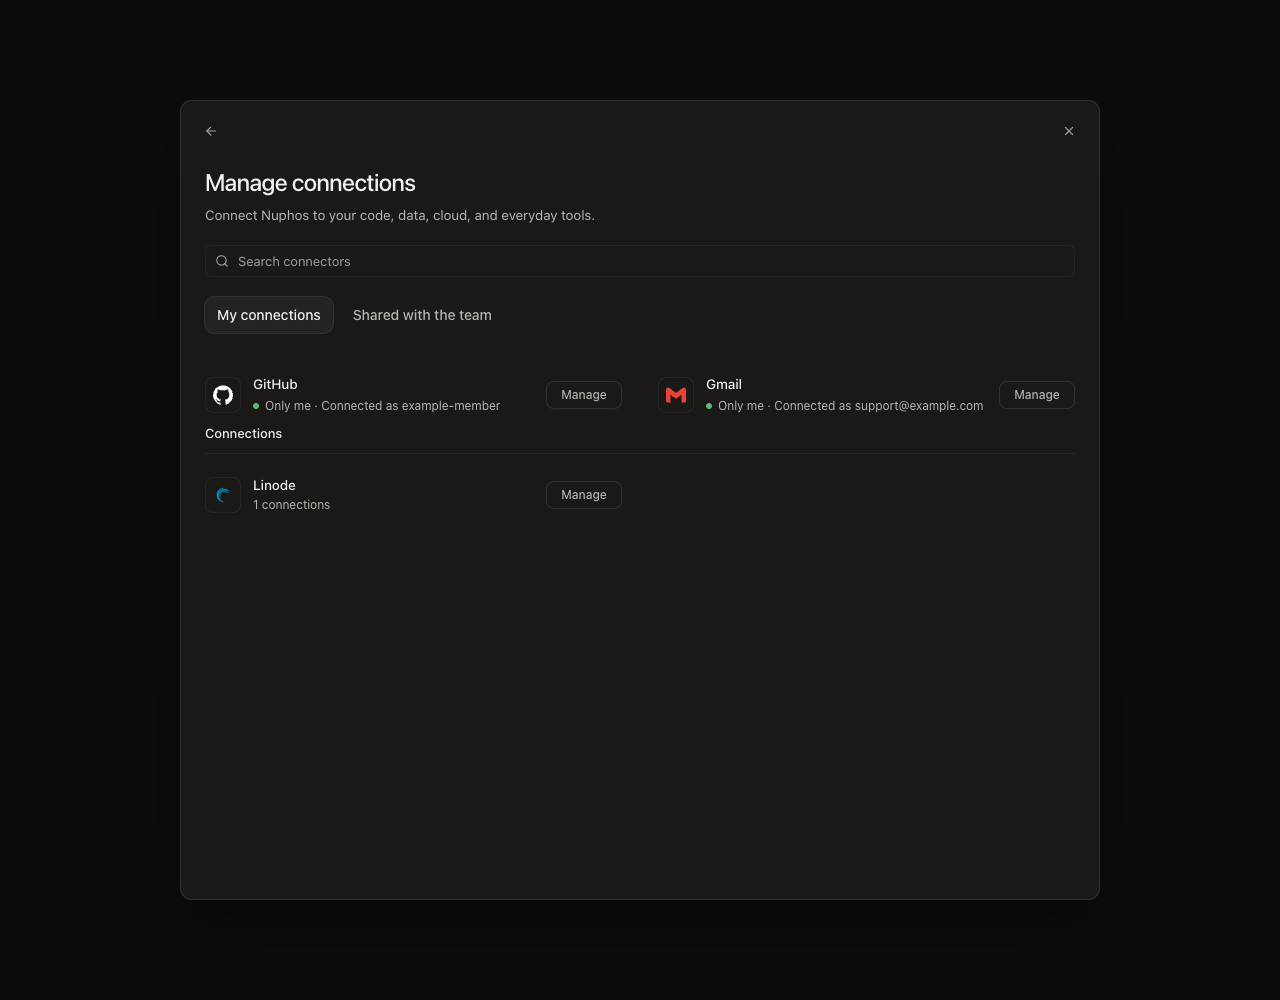 Manage connections
Connect Nuphos to your code, data, cloud, and everyday tools.
Search connectors
My connections
Shared with the team
GitHub
Only me · Connected as example-member
Manage
Gmail
Only me · Connected as support@example.com
Manage
Connections
Linode
1 connections
Manage